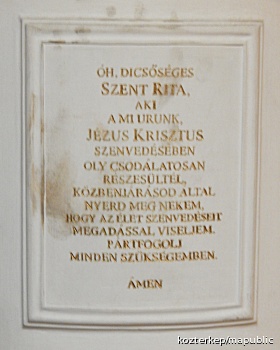 ÓH, DICSŐSÉGES
SZENT RITA,
AKI
A MI URUNK,
JÉZUS KRISZTUS
SZENVEDÉSÉBEN
OLY CSODÁLATOSAN
RÉSZESÜLTÉL,
KÖZBENJÁRÁSOD ÁLTAL
NYERD MEG NEKEM,
HOGY AZ ÉLET SZENVEDÉSEIT
MEGADÁSSAL VISELJEM.
PÁRTFOGOLJ
MINDEN SZÜKSÉGEMBEN.
ÁMEN
kozterkep/mapublic